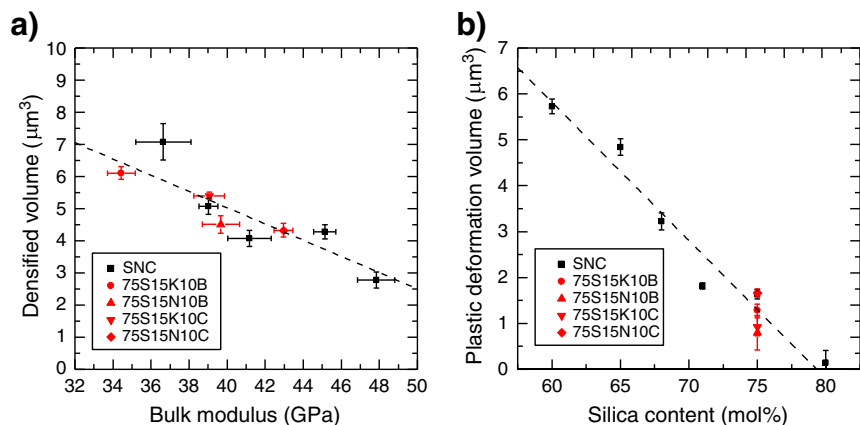 a)
Densified volume (μm³)
10
9
8
7
6
5
4
3
2
1
0
SNC
75S15K10B
75S15N10B
75S15K10C
75S15N10C
32 34 36 38 40 42 44 46 48 50
Bulk modulus (GPa)
b)
Plastic deformation volume (μm³)
7
6
5
4
3
2
1
0
SNC
75S15K10B
75S15N10B
75S15K10C
75S15N10C
60 65 70 75 80
Silica content (mol%)